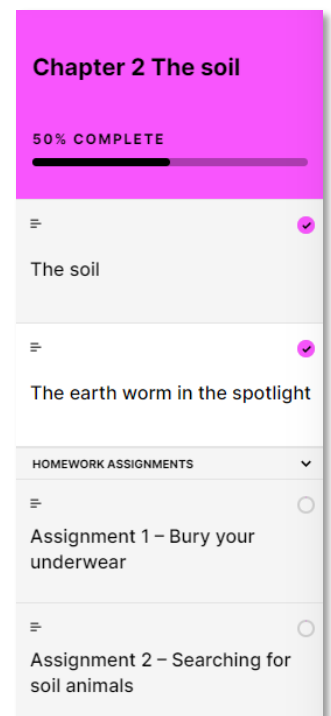 Chapter 2 The soil
50% COMPLETE
The soil
The earth worm in the spotlight
HOMEWORK ASSIGNMENTS
Assignment 1 – Bury your
underwear
Assignment 2 – Searching for
soil animals